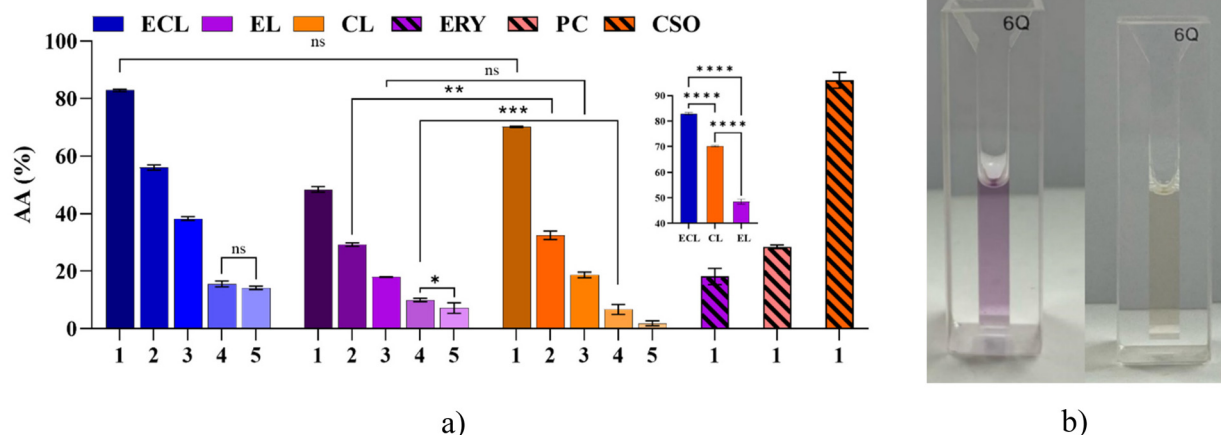 ECL EL CL ERY PC CSO
AA (%)
100
80
60
40
20
0
ns
ns
**
***
ns
*
1 2 3 4 5
1 2 3 4 5
1 2 3 4 5
1
1
1
****
****
****
90
80
70
60
50
40
ECL CL EL
6Q
6Q
a)
b)